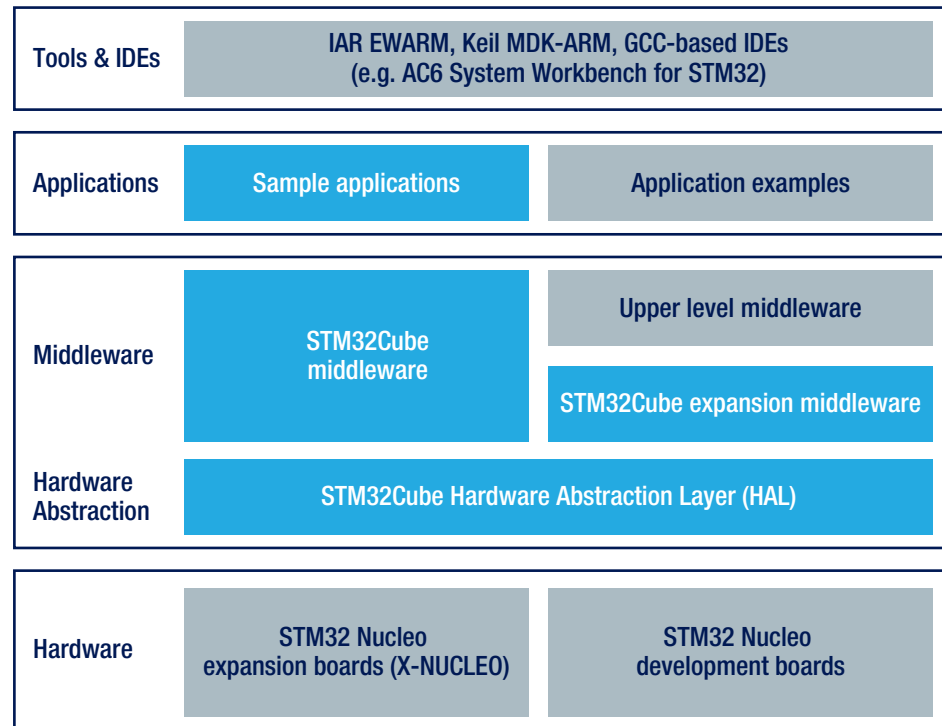 Tools & IDEs
IAR EWARM, Keil MDK-ARM, GCC-based IDEs
(e.g. AC6 System Workbench for STM32)
Applications
Sample applications
Application examples
Middleware
STM32Cube
middleware
Upper level middleware
STM32Cube expansion middleware
Hardware
Abstraction
STM32Cube Hardware Abstraction Layer (HAL)
Hardware
STM32 Nucleo
expansion boards (X-NUCLEO)
STM32 Nucleo
development boards